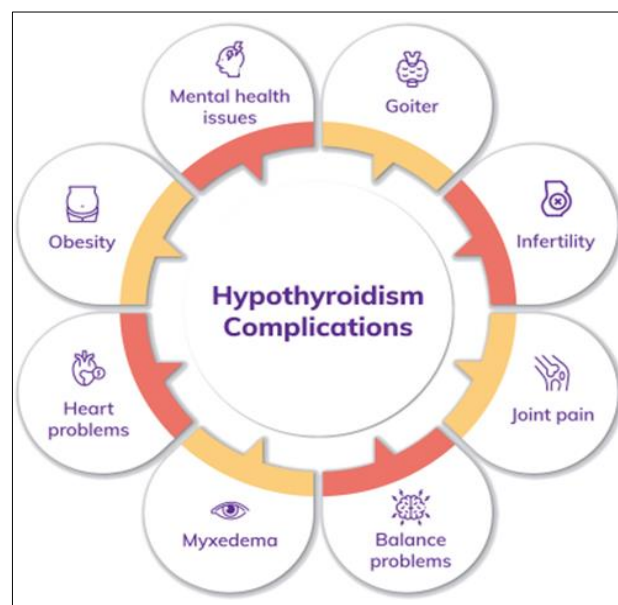 Hypothyroidism
Complications
Goiter
Infertility
Joint pain
Balance
problems
Myxedema
Heart
problems
Obesity
Mental health
issues